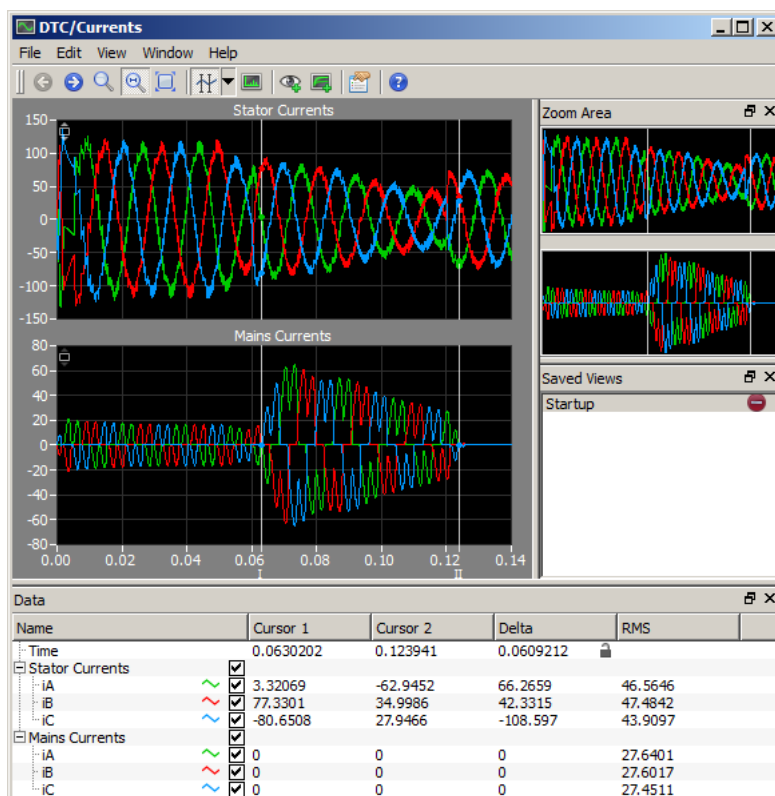 DTC/Currents
File Edit View Window Help
Stator Currents
150
100
50
0
-50
-100
-150
Mains Currents
80
60
40
20
0
-20
-40
-60
-80
0.00 0.02 0.04 0.06 0.08 0.10 0.12 0.14
I II
Zoom Area
Saved Views
Startup
Data
Name Cursor 1 Cursor 2 Delta RMS
Time 0.0630202 0.123941 0.0609212
Stator Currents
iA 3.32069 -62.9452 66.2659 46.5646
iB 77.3301 34.9986 42.3315 47.4842
iC -80.6508 27.9466 -108.597 43.9097
Mains Currents
iA 0 0 0 27.6401
iB 0 0 0 27.6017
iC 0 0 0 27.4511